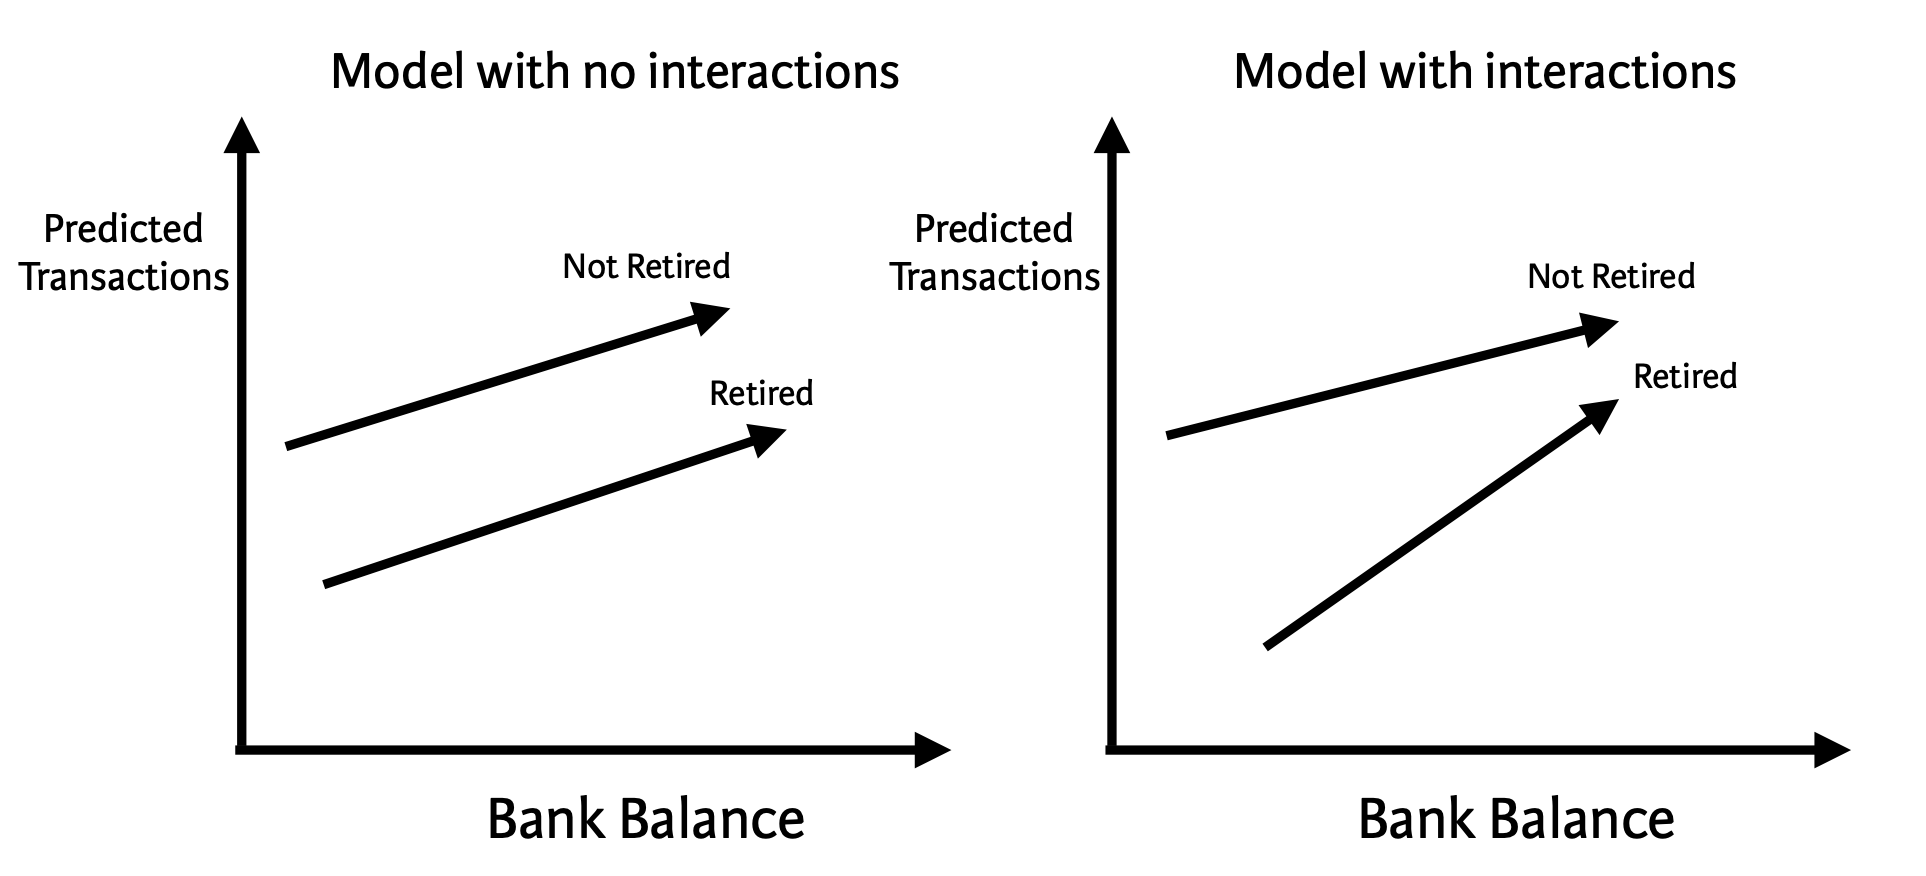 Model with no interactions
Predicted
Transactions
Not Retired
Retired
Bank Balance
Model with interactions
Predicted
Transactions
Not Retired
Retired
Bank Balance